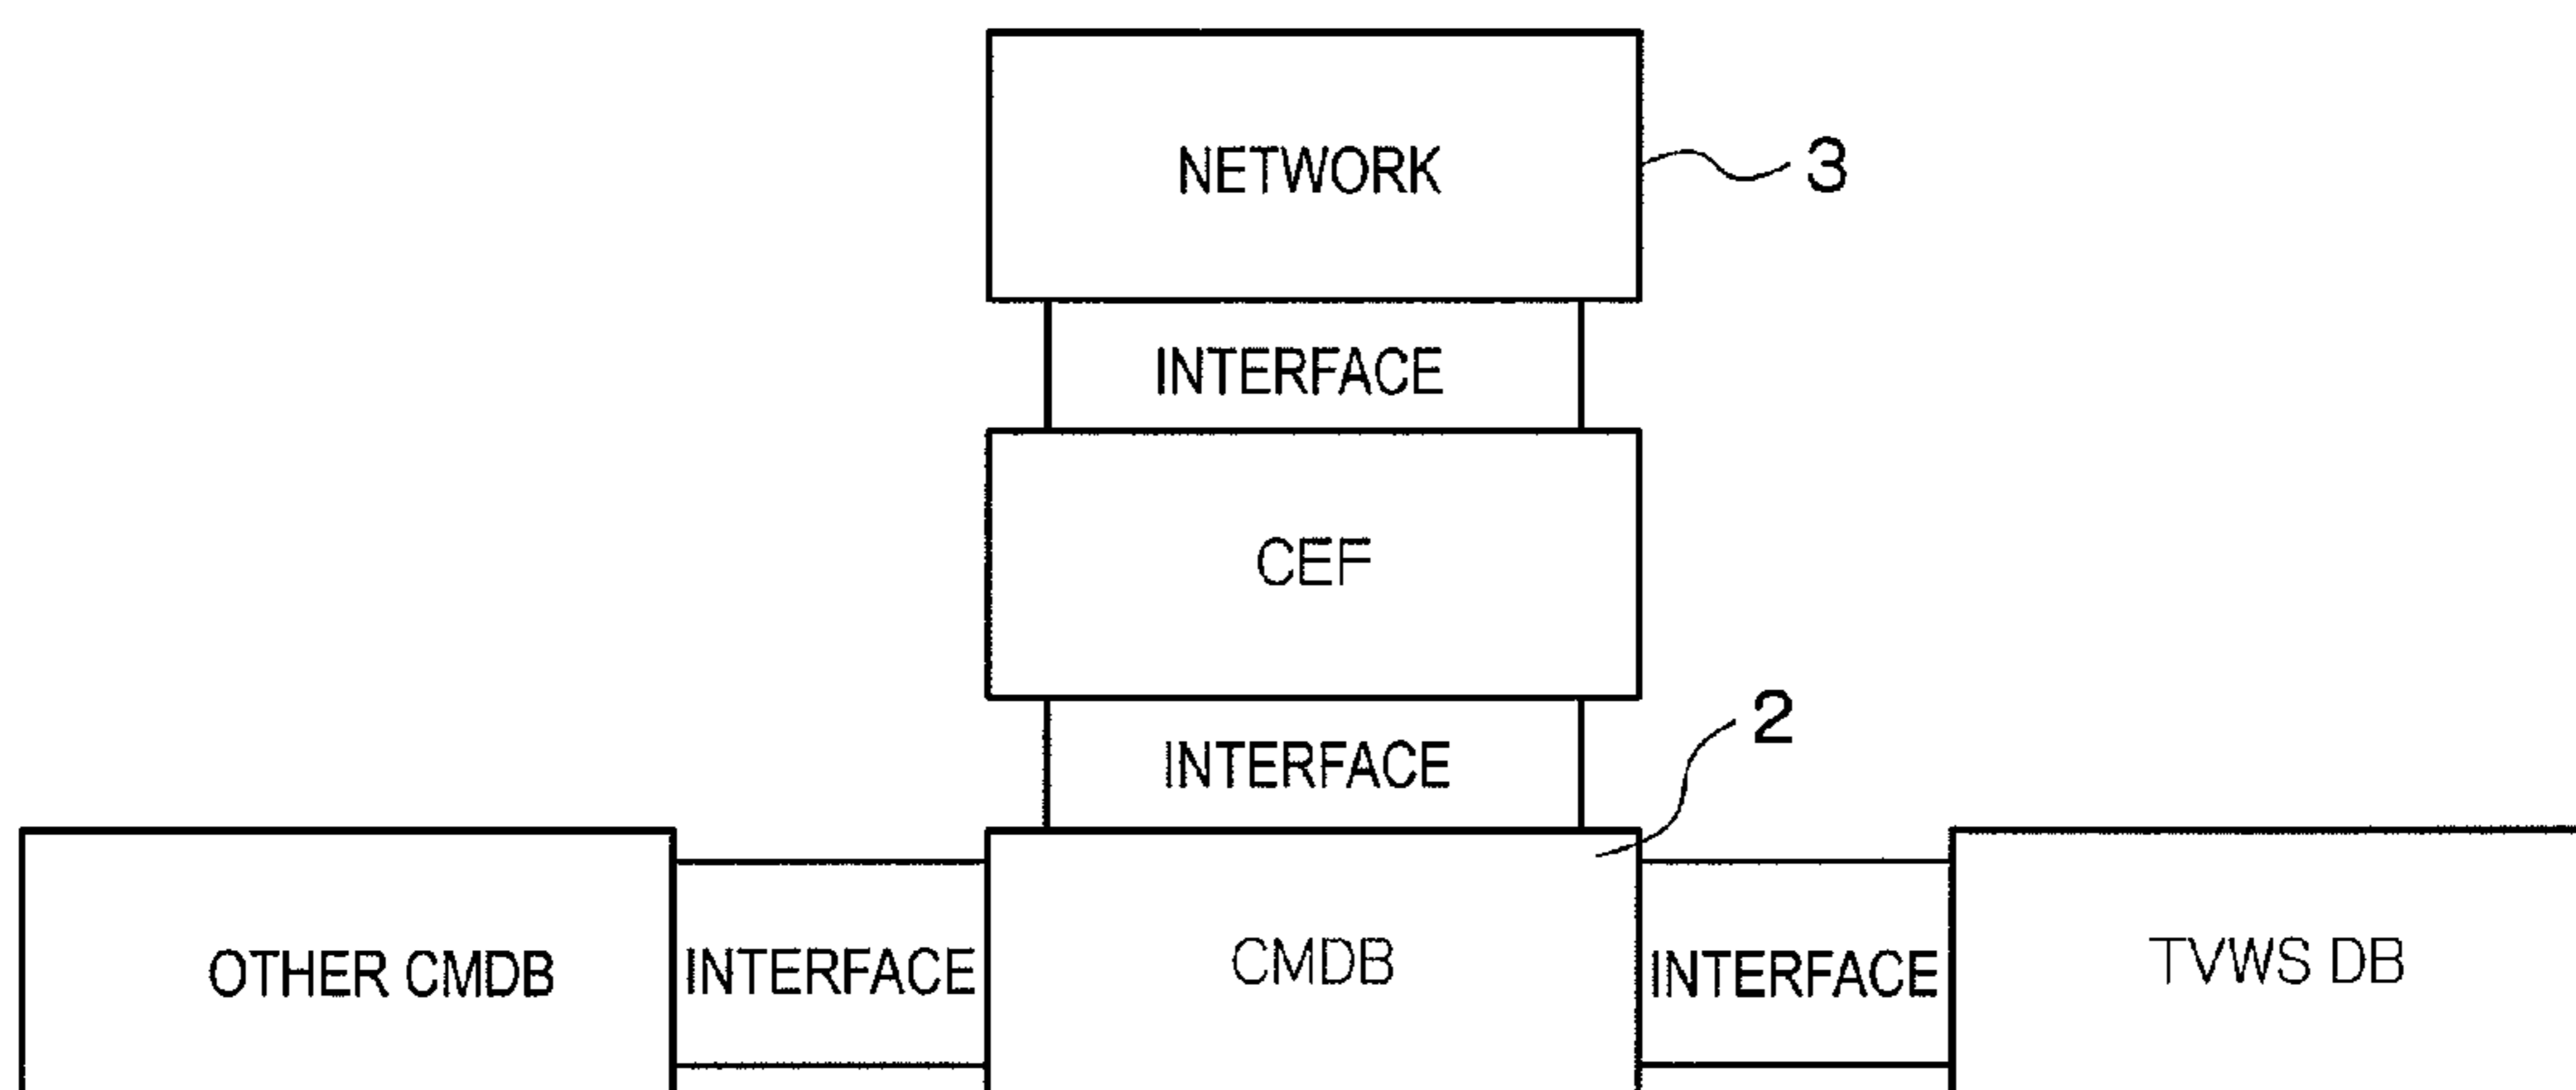 NETWORK
3
INTERFACE
CEF
INTERFACE
2
OTHER CMDB
INTERFACE
CMDB
INTERFACE
TVWS DB